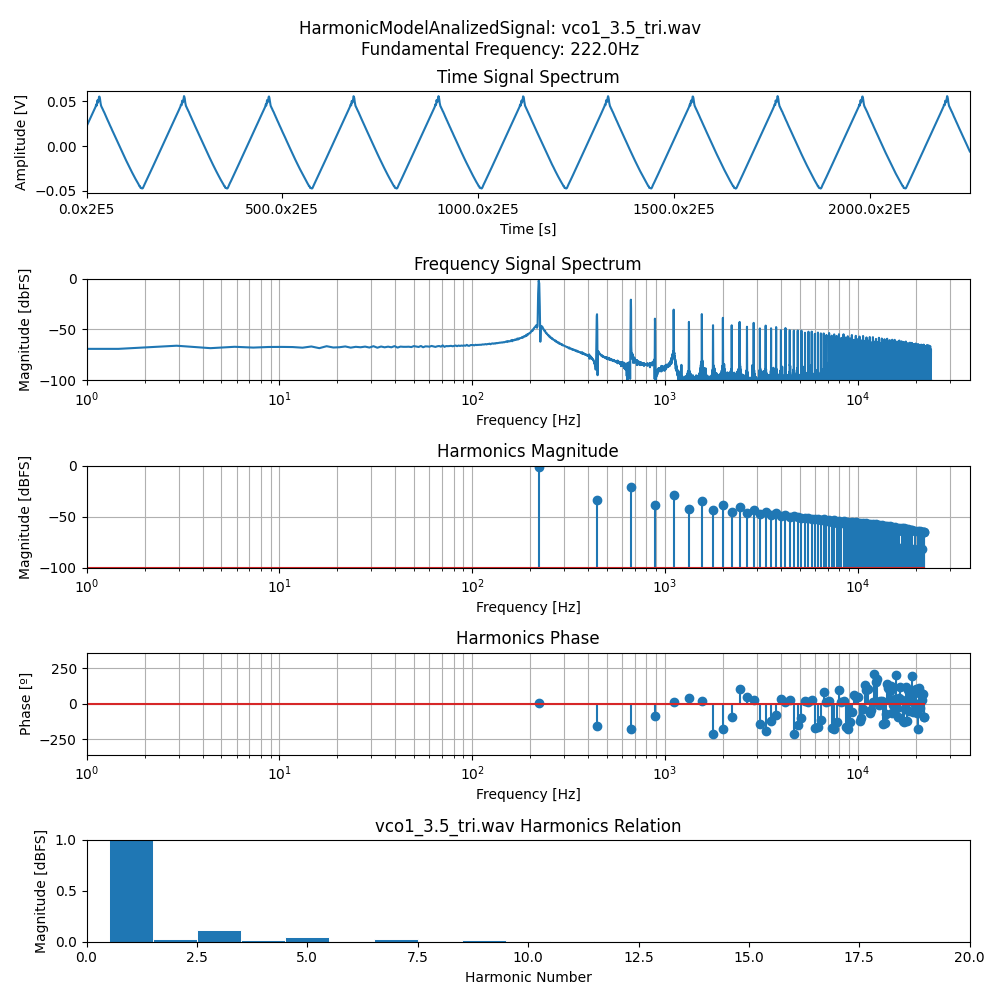 HarmonicModelAnalizedSignal: vco1_3.5_tri.wav
Fundamental Frequency: 222.0Hz
Time Signal Spectrum
Amplitude [V]
0.05
0.00
−0.05
0.0x2E5 500.0x2E5 1000.0x2E5 1500.0x2E5 2000.0x2E5
Time [s]
Frequency Signal Spectrum
Magnitude [dbFS]
0
−50
−100
10^0 10^1 10^2 10^3 10^4
Frequency [Hz]
Harmonics Magnitude
Magnitude [dBFS]
0
−50
−100
10^0 10^1 10^2 10^3 10^4
Frequency [Hz]
Harmonics Phase
Phase [º]
250
0
−250
10^0 10^1 10^2 10^3 10^4
Frequency [Hz]
vco1_3.5_tri.wav Harmonics Relation
Magnitude [dBFS]
1.0
0.5
0.0
0.0 2.5 5.0 7.5 10.0 12.5 15.0 17.5 20.0
Harmonic Number